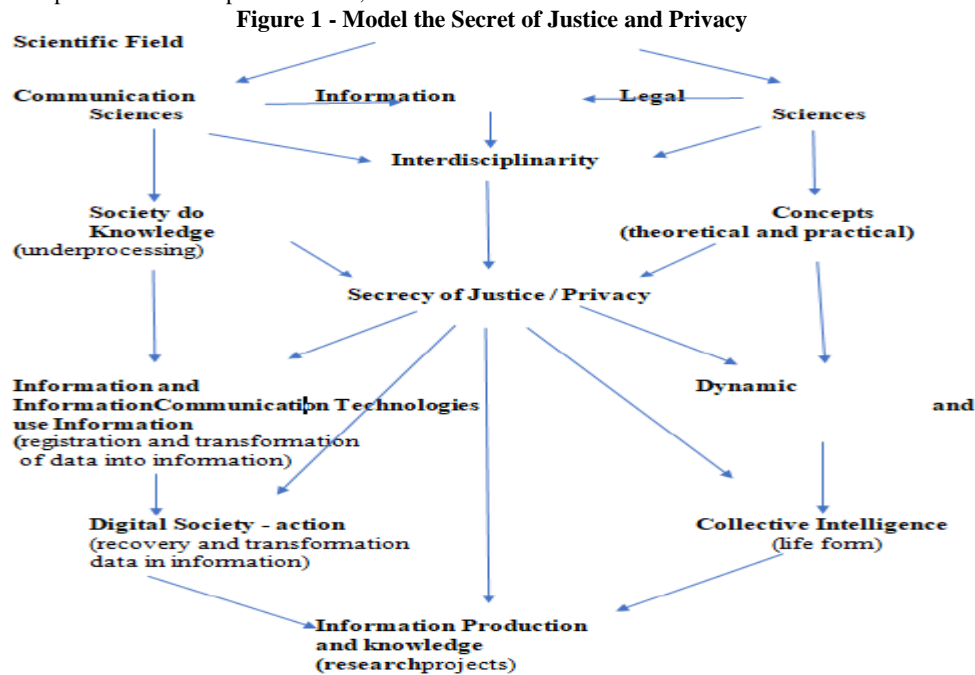 Figure 1 - Model the Secret of Justice and Privacy
Scientific Field
Communication Information Legal
Sciences Sciences
Interdisciplinarity
Society do Concepts
Knowledge (theoretical and practical)
(underprocessing)
Secrecy of Justice / Privacy
Information and Dynamic
InformationCommunication Technologies and
use Information
(registration and transformation
of data into information)
Digital Society - action Collective Intelligence
(recovery and transformation (life form)
data in information)
Information Production
and knowledge
(researchprojects)